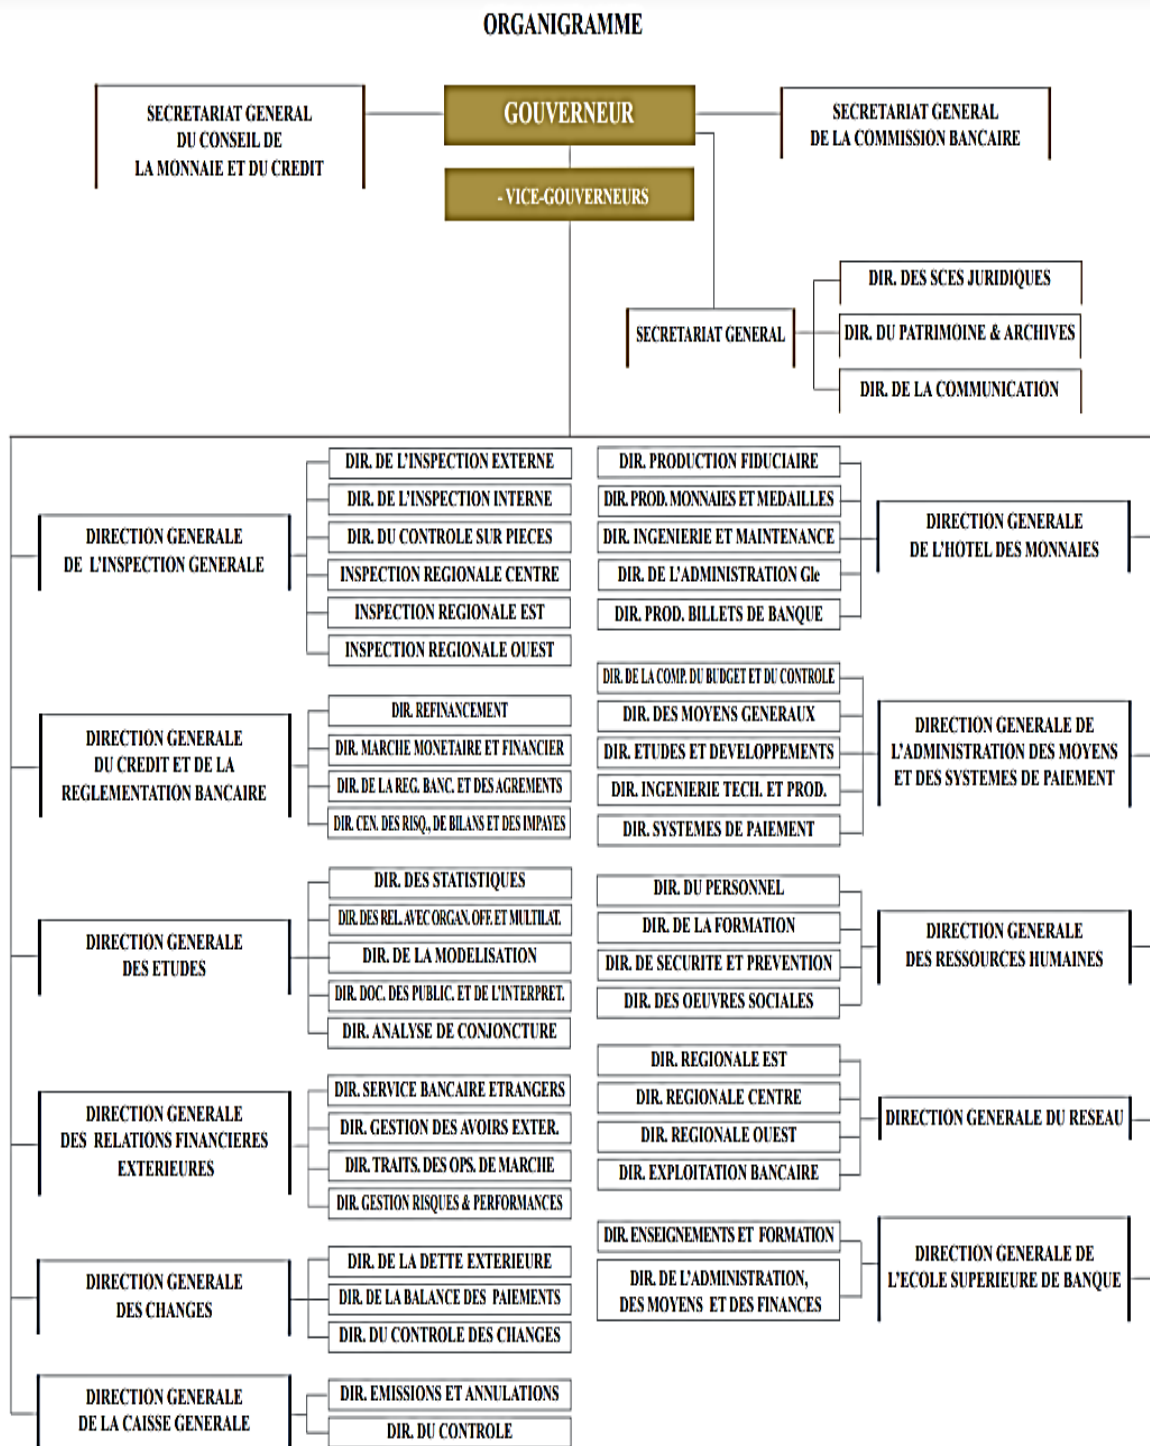 ORGANIGRAMME
SECRETARIAT GENERAL
DU CONSEIL DE
LA MONNAIE ET DU CREDIT
GOUVERNEUR
SECRETARIAT GENERAL
DE LA COMMISSION BANCAIRE
- VICE-GOUVERNEURS
SECRETARIAT GENERAL
DIR. DES SCES JURIDIQUES
DIR. DU PATRIMOINE & ARCHIVES
DIR. DE LA COMMUNICATION
DIRECTION GENERALE
DE L'INSPECTION GENERALE
DIR. DE L'INSPECTION EXTERNE
DIR. DE L'INSPECTION INTERNE
DIR. DU CONTROLE SUR PIECES
INSPECTION REGIONALE CENTRE
INSPECTION REGIONALE EST
INSPECTION REGIONALE OUEST
DIRECTION GENERALE
DU CREDIT ET DE LA
REGLEMENTATION BANCAIRE
DIR. REFINANCEMENT
DIR. MARCHE MONETAIRE ET FINANCIER
DIR. DE LA REG. BANC. ET DES AGREMENTS
DIR. CEN. DES RISQ., DE BILANS ET DES IMPAYES
DIRECTION GENERALE
DES ETUDES
DIR. DES STATISTIQUES
DIR. DES REL. AVEC ORGAN. OFF. ET MULTILAT.
DIR. DE LA MODELISATION
DIR. DOC. DES PUBLIC. ET DE L'INTERPRET.
DIR. ANALYSE DE CONJONCTURE
DIRECTION GENERALE
DES RELATIONS FINANCIERES
EXTERIEURES
DIR. SERVICE BANCAIRE ETRANGERS
DIR. GESTION DES AVOIRS EXTER.
DIR. TRAITS. DES OPS. DE MARCHE
DIR. GESTION RISQUES & PERFORMANCES
DIRECTION GENERALE
DES CHANGES
DIR. DE LA DETTE EXTERIEURE
DIR. DE LA BALANCE DES PAIEMENTS
DIR. DU CONTROLE DES CHANGES
DIRECTION GENERALE
DE LA CAISSE GENERALE
DIR. EMISSIONS ET ANNULATIONS
DIR. DU CONTROLE
DIR. PRODUCTION FIDUCIAIRE
DIR. PROD. MONNAIES ET MEDAILLES
DIR. INGENIERIE ET MAINTENANCE
DIR. DE L'ADMINISTRATION Gle
DIR. PROD. BILLETS DE BANQUE
DIRECTION GENERALE
DE L'HOTEL DES MONNAIES
DIR. DE LA COMP. DU BUDGET ET DU CONTROLE
DIR. DES MOYENS GENERAUX
DIR. ETUDES ET DEVELOPPEMENTS
DIR. INGENIERIE TECH. ET PROD.
DIR. SYSTEMES DE PAIEMENT
DIRECTION GENERALE DE
L'ADMINISTRATION DES MOYENS
ET DES SYSTEMES DE PAIEMENT
DIR. DU PERSONNEL
DIR. DE LA FORMATION
DIR. DE SECURITE ET PREVENTION
DIR. DES OEUVRES SOCIALES
DIRECTION GENERALE
DES RESSOURCES HUMAINES
DIR. REGIONALE EST
DIR. REGIONALE CENTRE
DIR. REGIONALE OUEST
DIR. EXPLOITATION BANCAIRE
DIRECTION GENERALE DU RESEAU
DIR. ENSEIGNEMENTS ET FORMATION
DIR. DE L'ADMINISTRATION,
DES MOYENS ET DES FINANCES
DIRECTION GENERALE DE
L'ECOLE SUPERIEURE DE BANQUE